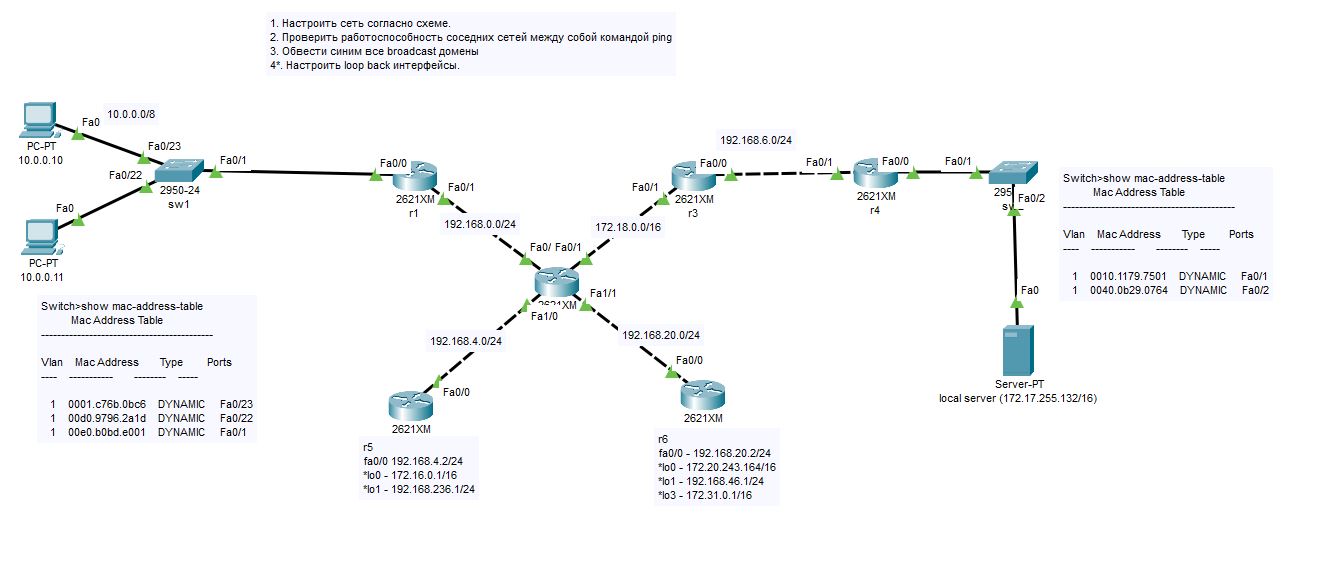 1. Настроить сеть согласно схеме.
2. Проверить работоспособность соседних сетей между собой командой ping
3. Обвести синим все broadcast домены
4*. Настроить loop back интерфейсы.
Fa0
10.0.0.0/8
PC-PT
10.0.0.10
Fa0/23
Fa0/22
Fa0/1
2950-24
sw1
Fa0
PC-PT
10.0.0.11
Fa0/0
Fa0/1
2621XM
r1
192.168.0.0/24
192.168.6.0/24
Fa0/0
Fa0/1
2621XM
r3
172.18.0.0/16
Fa0/1
Fa0/0
2621XM
r4
Fa0/1
Fa0/2
Fa0/ Fa0/1
2621XM
Fa1/0
Fa1/1
192.168.4.0/24
192.168.20.0/24
Fa0/0
2621XM
Fa0/0
2621XM
Fa0
Server-PT
local server (172.17.255.132/16)
Switch>show mac-address-table
Mac Address Table
-------------------------------------------
Vlan Mac Address Type Ports
---- ----------- -------- -----
1 0001.c76b.0bc6 DYNAMIC Fa0/23
1 00d0.9796.2a1d DYNAMIC Fa0/22
1 00e0.b0bd.e001 DYNAMIC Fa0/1
r5
fa0/0 192.168.4.2/24
*lo0 - 172.16.0.1/16
*lo1 - 192.168.236.1/24
r6
fa0/0 - 192.168.20.2/24
*lo0 - 172.20.243.164/16
*lo1 - 192.168.46.1/24
*lo3 - 172.31.0.1/16
Switch>show mac-address-table
Mac Address Table
-------------------------------------------
Vlan Mac Address Type Ports
---- ----------- -------- -----
1 0010.1179.7501 DYNAMIC Fa0/1
1 0040.0b29.0764 DYNAMIC Fa0/2